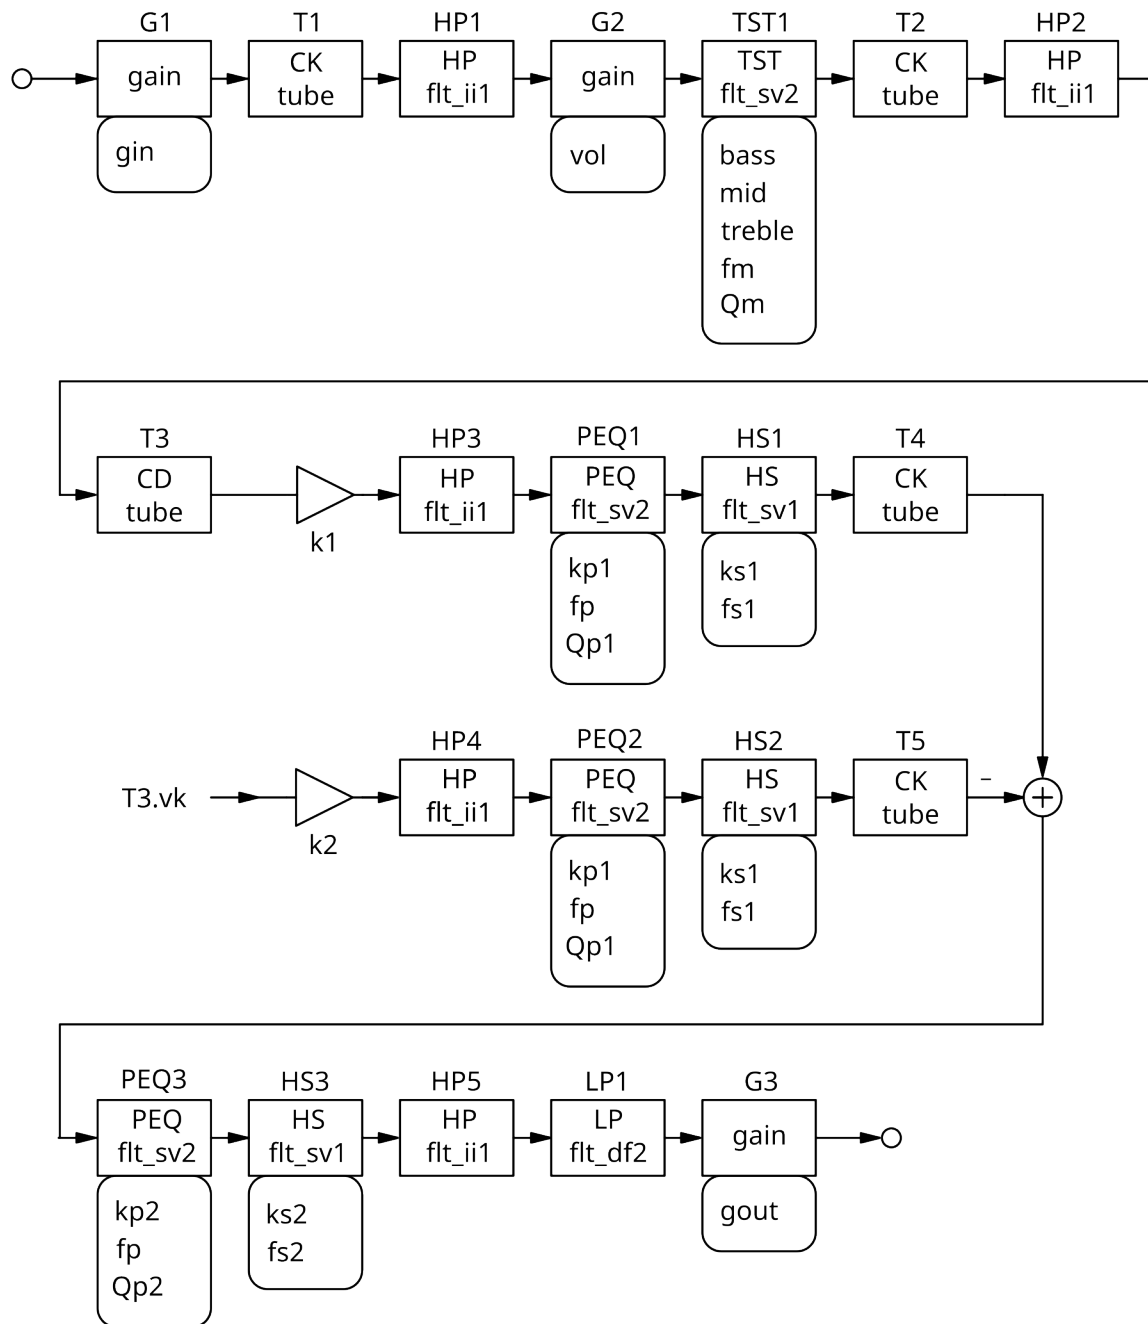 G1 T1 HP1 G2 TST1 T2 HP2
gain CK HP gain TST CK HP
tube flt_ii1 flt_sv2 tube flt_ii1
gin vol bass
mid
treble
fm
Qm
T3 HP3 PEQ1 HS1 T4
CD HP PEQ HS CK
tube flt_ii1 flt_sv2 flt_sv1 tube
k1
kp1 ks1
fp fs1
Qp1
HP4 PEQ2 HS2 T5
T3.vk HP PEQ HS CK –
flt_ii1 flt_sv2 flt_sv1 tube +
k2
kp1 ks1
fp fs1
Qp1
PEQ3 HS3 HP5 LP1 G3
PEQ HS HP LP gain
flt_sv2 flt_sv1 flt_ii1 flt_df2
kp2 ks2 gout
fp fs2
Qp2